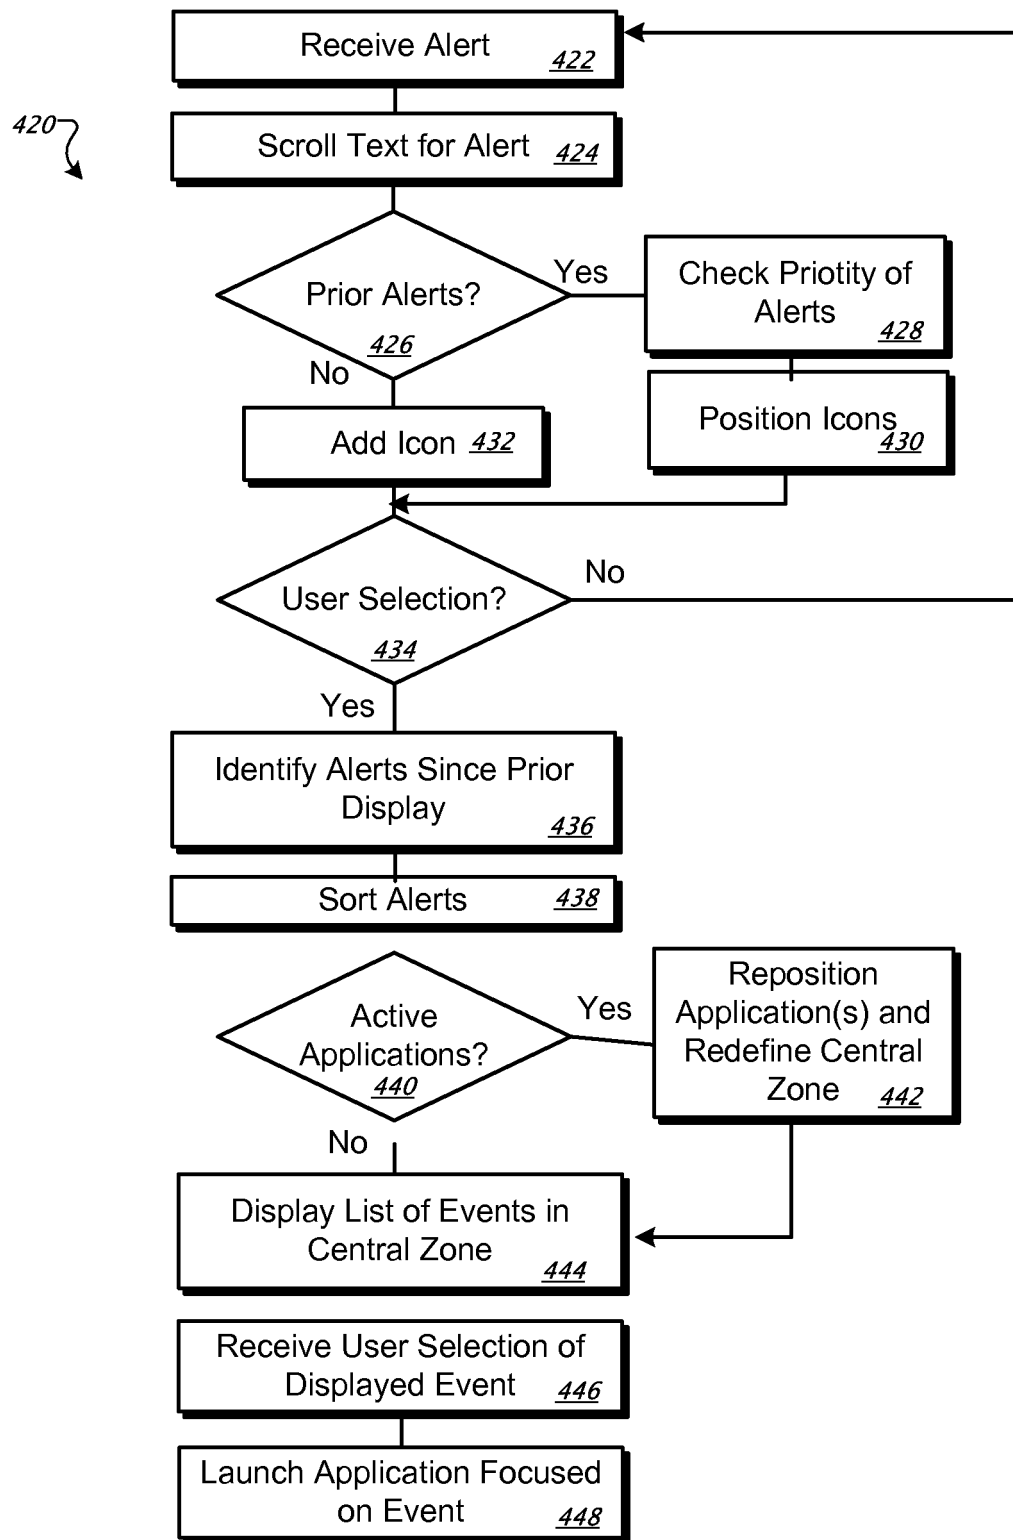 Receive Alert
422
420
Scroll Text for Alert
424
Prior Alerts?
426
Yes
Check Priotity of
Alerts
428
No
Position Icons
430
Add Icon
432
User Selection?
434
No
Yes
Identify Alerts Since Prior
Display
436
Sort Alerts
438
Active
Applications?
440
Yes
Reposition
Application(s) and
Redefine Central
Zone
442
No
Display List of Events in
Central Zone
444
Receive User Selection of
Displayed Event
446
Launch Application Focused
on Event
448